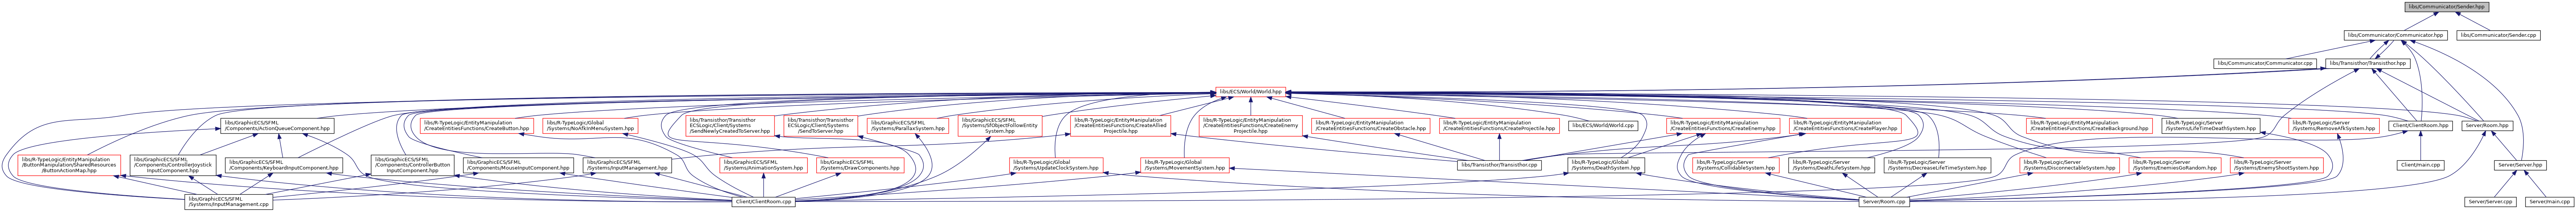 libs/Communicator/Sender.hpp
libs/Communicator/Communicator.hpp
libs/Communicator/Sender.cpp
libs/Communicator/Communicator.cpp
libs/Transisthor/Transisthor.hpp
libs/ECS/World/World.hpp
libs/GraphicECS/SFML
/Components/ActionQueueComponent.hpp
libs/R-TypeLogic/EntityManipulation
/CreateEntitiesFunctions/CreateButton.hpp
libs/R-TypeLogic/Global
/Systems/NoAfkInMenuSystem.hpp
libs/Transisthor/Transisthor
ECSLogic/Client/Systems
/SendNewlyCreatedToServer.hpp
libs/Transisthor/Transisthor
ECSLogic/Client/Systems
/SendToServer.hpp
libs/GraphicECS/SFML
/Systems/ParallaxSystem.hpp
libs/GraphicECS/SFML
/Systems/SfObjectFollowEntity
System.hpp
libs/R-TypeLogic/EntityManipulation
/CreateEntitiesFunctions/CreateAllied
Projectile.hpp
libs/R-TypeLogic/EntityManipulation
/CreateEntitiesFunctions/CreateEnemy
Projectile.hpp
libs/R-TypeLogic/EntityManipulation
/CreateEntitiesFunctions/CreateObstacle.hpp
libs/R-TypeLogic/EntityManipulation
/CreateEntitiesFunctions/CreateProjectile.hpp
libs/ECS/World/World.cpp
libs/R-TypeLogic/EntityManipulation
/CreateEntitiesFunctions/CreateEnemy.hpp
libs/R-TypeLogic/EntityManipulation
/CreateEntitiesFunctions/CreatePlayer.hpp
libs/R-TypeLogic/EntityManipulation
/CreateEntitiesFunctions/CreateBackground.hpp
libs/R-TypeLogic/Server
/Systems/LifeTimeDeathSystem.hpp
libs/R-TypeLogic/Server
/Systems/RemoveAfkSystem.hpp
Client/ClientRoom.hpp
Server/Room.hpp
libs/R-TypeLogic/EntityManipulation
/ButtonManipulation/SharedResources
/ButtonActionMap.hpp
libs/GraphicECS/SFML
/Components/ControllerJoystick
InputComponent.hpp
libs/GraphicECS/SFML
/Components/KeyboardInputComponent.hpp
libs/GraphicECS/SFML
/Components/ControllerButton
InputComponent.hpp
libs/GraphicECS/SFML
/Components/MouseInputComponent.hpp
libs/GraphicECS/SFML
/Systems/InputManagement.hpp
libs/GraphicECS/SFML
/Systems/AnimationSystem.hpp
libs/GraphicECS/SFML
/Systems/DrawComponents.hpp
libs/R-TypeLogic/Global
/Systems/UpdateClockSystem.hpp
libs/R-TypeLogic/Global
/Systems/MovementSystem.hpp
libs/Transisthor/Transisthor.cpp
libs/R-TypeLogic/Global
/Systems/DeathSystem.hpp
libs/R-TypeLogic/Server
/Systems/CollidableSystem.hpp
libs/R-TypeLogic/Server
/Systems/DeathLifeSystem.hpp
libs/R-TypeLogic/Server
/Systems/DecreaseLifeTimeSystem.hpp
libs/R-TypeLogic/Server
/Systems/DisconnectableSystem.hpp
libs/R-TypeLogic/Server
/Systems/EnemiesGoRandom.hpp
libs/R-TypeLogic/Server
/Systems/EnemyShootSystem.hpp
Client/main.cpp
Server/Server.hpp
libs/GraphicECS/SFML
/Systems/InputManagement.cpp
Client/ClientRoom.cpp
Server/Room.cpp
Server/Server.cpp
Server/main.cpp